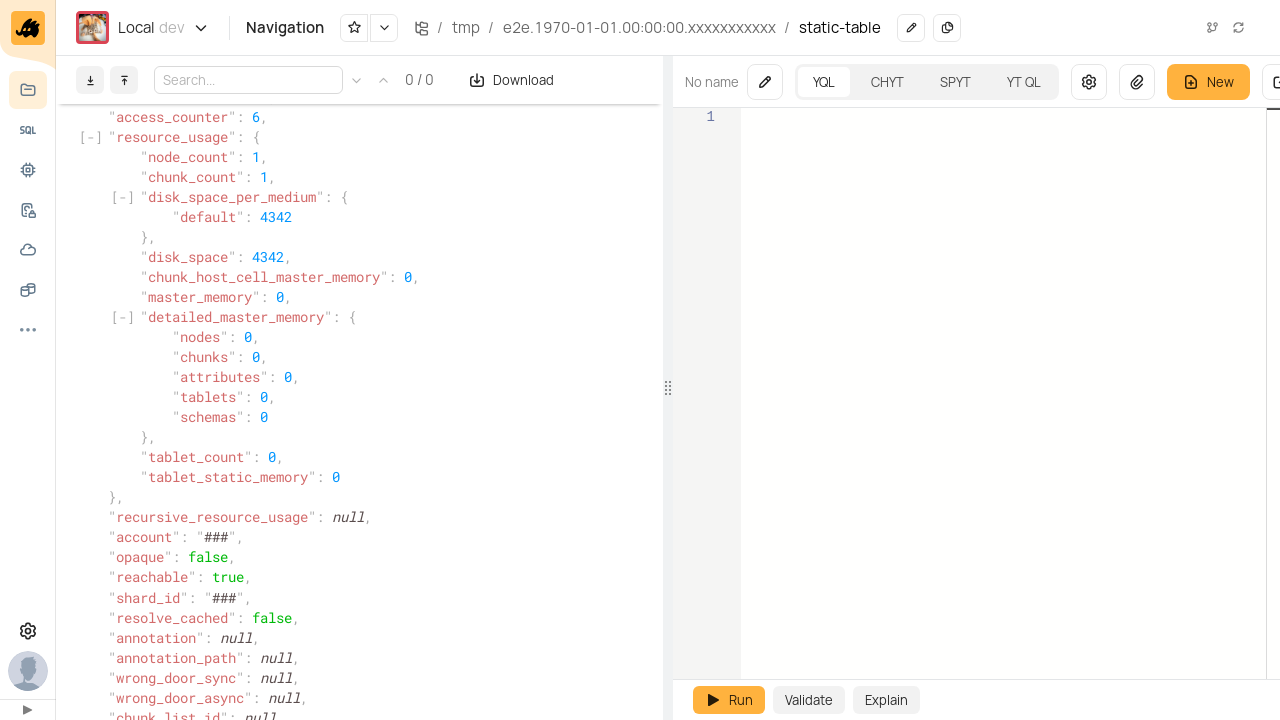 Local dev Navigation / tmp / e2e.1970-01-01.00:00:00.xxxxxxxxxxx / static-table
Search... 0 / 0 Download
No name YQL CHYT SPYT YT QL New
SQL
"access_counter": 6,
[-] "resource_usage": {
"node_count": 1,
"chunk_count": 1,
[-] "disk_space_per_medium": {
"default": 4342
},
"disk_space": 4342,
"chunk_host_cell_master_memory": 0,
"master_memory": 0,
[-] "detailed_master_memory": {
"nodes": 0,
"chunks": 0,
"attributes": 0,
"tablets": 0,
"schemas": 0
},
"tablet_count": 0,
"tablet_static_memory": 0
},
"recursive_resource_usage": null,
"account": "###",
"opaque": false,
"reachable": true,
"shard_id": "###",
"resolve_cached": false,
"annotation": null,
"annotation_path": null,
"wrong_door_sync": null,
"wrong_door_async": null,
"chunk_list_id": null
1
Run Validate Explain